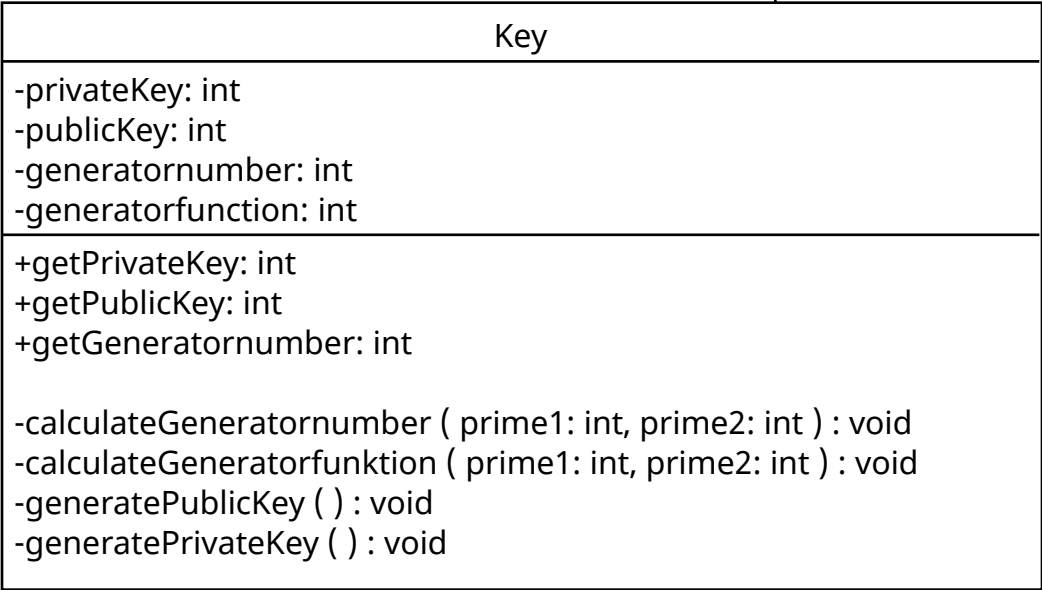 Key
-privateKey: int
-publicKey: int
-generatornumber: int
-generatorfunction: int
+getPrivateKey: int
+getPublicKey: int
+getGeneratornumber: int
-calculateGeneratornumber ( prime1: int, prime2: int ) : void
-calculateGeneratorfunktion ( prime1: int, prime2: int ) : void
-generatePublicKey ( ) : void
-generatePrivateKey ( ) : void